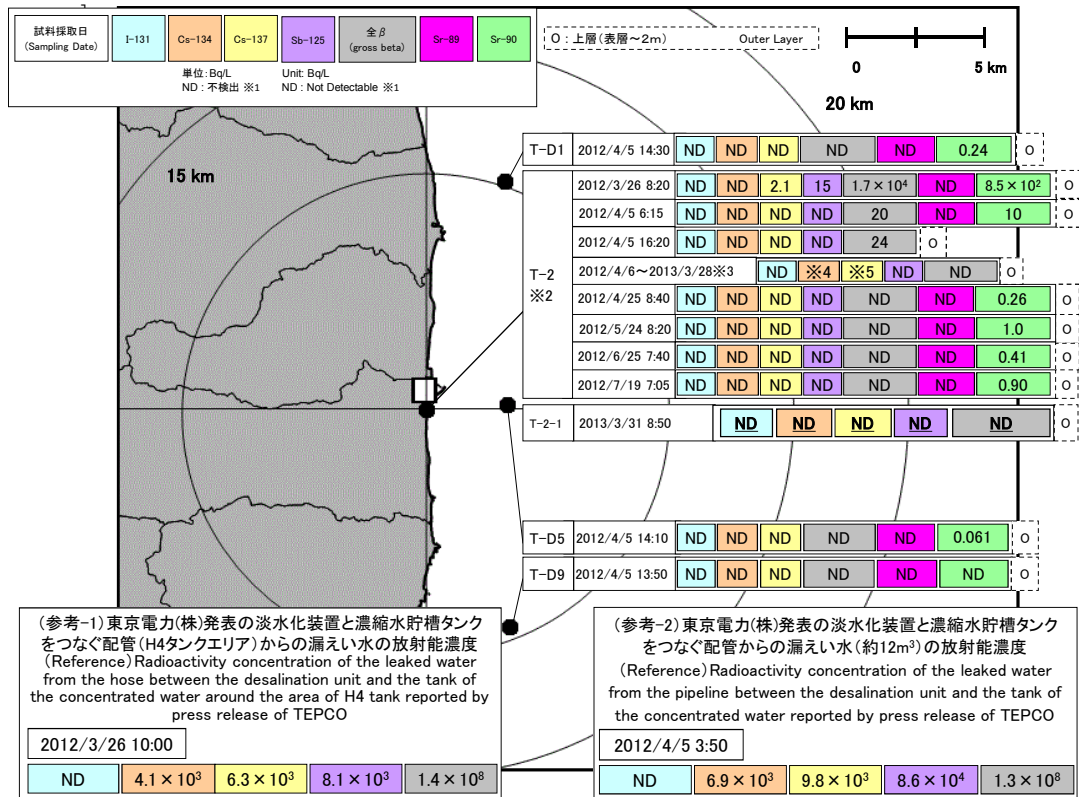 試料採取日
(Sampling Date)
I-131
Cs-134
Cs-137
Sb-125
全β
(gross beta)
Sr-89
Sr-90
単位: Bq/L Unit: Bq/L
ND : 不検出 ※1 ND : Not Detectable ※1
O : 上層(表層～2m) Outer Layer
0 5 km
20 km
15 km
T-D1 2012/4/5 14:30 ND ND ND ND ND 0.24 O
T-2
※2
2012/3/26 8:20 ND ND 2.1 15 1.7×10⁴ ND 8.5×10² O
2012/4/5 6:15 ND ND ND ND 20 ND 10 O
2012/4/5 16:20 ND ND ND ND 24 O
2012/4/6～2013/3/28※3 ND ※4 ※5 ND ND O
2012/4/25 8:40 ND ND ND ND ND ND 0.26 O
2012/5/24 8:20 ND ND ND ND ND ND 1.0 O
2012/6/25 7:40 ND ND ND ND ND ND 0.41 O
2012/7/19 7:05 ND ND ND ND ND ND 0.90 O
T-2-1 2013/3/31 8:50 ND ND ND ND ND O
T-D5 2012/4/5 14:10 ND ND ND ND ND 0.061 O
T-D9 2012/4/5 13:50 ND ND ND ND ND ND O
(参考-1)東京電力(株)発表の淡水化装置と濃縮水貯槽タンク
をつなぐ配管(H4タンクエリア)からの漏えい水の放射能濃度
(Reference)Radioactivity concentration of the leaked water
from the hose between the desalination unit and the tank of
the concentrated water around the area of H4 tank reported by
press release of TEPCO
2012/3/26 10:00
ND 4.1×10³ 6.3×10³ 8.1×10³ 1.4×10⁸
(参考-2)東京電力(株)発表の淡水化装置と濃縮水貯槽タンク
をつなぐ配管からの漏えい水(約12m³)の放射能濃度
(Reference)Radioactivity concentration of the leaked water
from the pipeline between the desalination unit and the tank of
the concentrated water reported by press release of TEPCO
2012/4/5 3:50
ND 6.9×10³ 9.8×10³ 8.6×10⁴ 1.3×10⁸